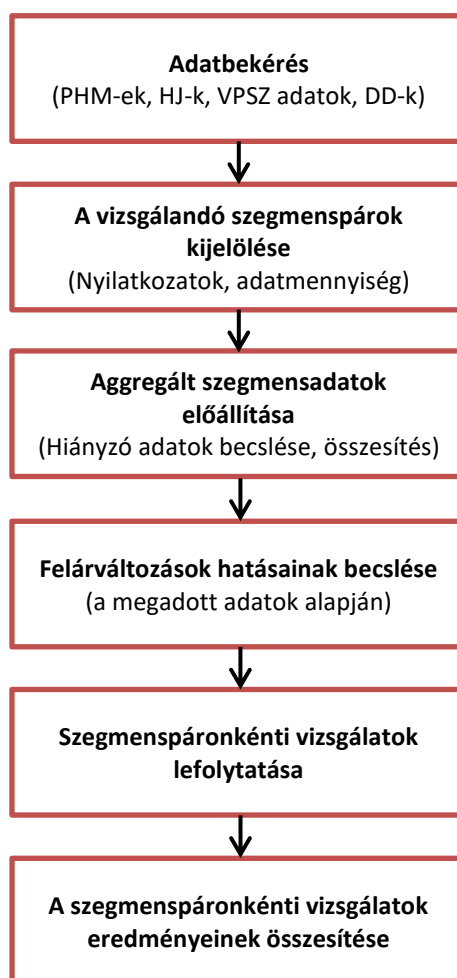 Adatbekérés
(PHM-ek, HJ-k, VPSZ adatok, DD-k)
A vizsgálandó szegmenspárok
kijelölése
(Nyilatkozatok, adatmennyiség)
Aggregált szegmensadatok
előállítása
(Hiányzó adatok becslése, összesítés)
Felárváltozások hatásainak becslése
(a megadott adatok alapján)
Szegmenspáronkénti vizsgálatok
lefolytatása
A szegmenspáronkénti vizsgálatok
eredményeinek összesítése